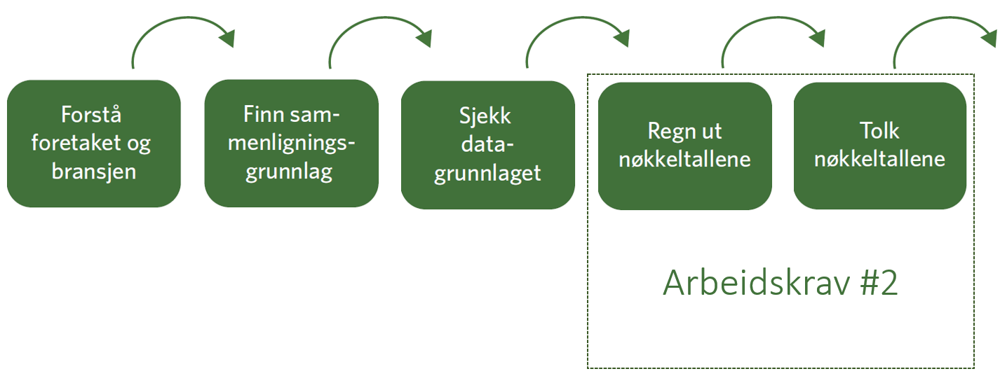 Forstå
foretaket og
bransjen
Finn sam-
menlignings-
grunnlag
Sjekk
data-
grunnlaget
Regn ut
nøkkeltallene
Tolk
nøkkeltallene
Arbeidskrav #2